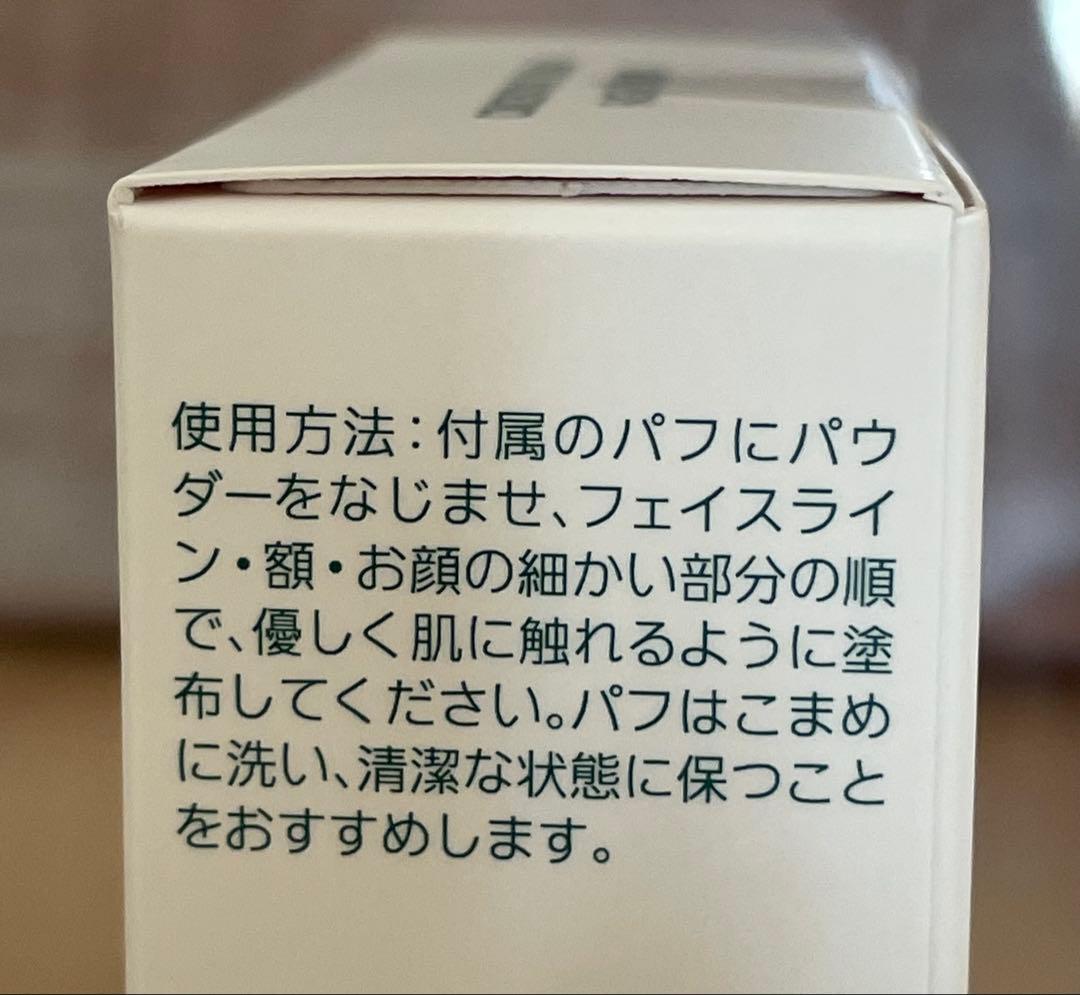 使用方法：付属のパフにパウ
ダーをなじませ、フェイスライ
ン・額・お顔の細かい部分の順
で、優しく肌に触れるように塗
布してください。パフはこまめ
に洗い、清潔な状態に保つこと
をおすすめします。